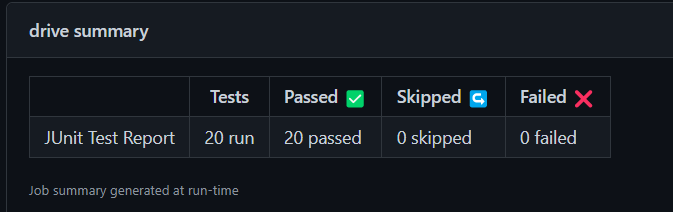 drive summary
Tests Passed ✅ Skipped ↪️ Failed ❌
JUnit Test Report 20 run 20 passed 0 skipped 0 failed
Job summary generated at run-time